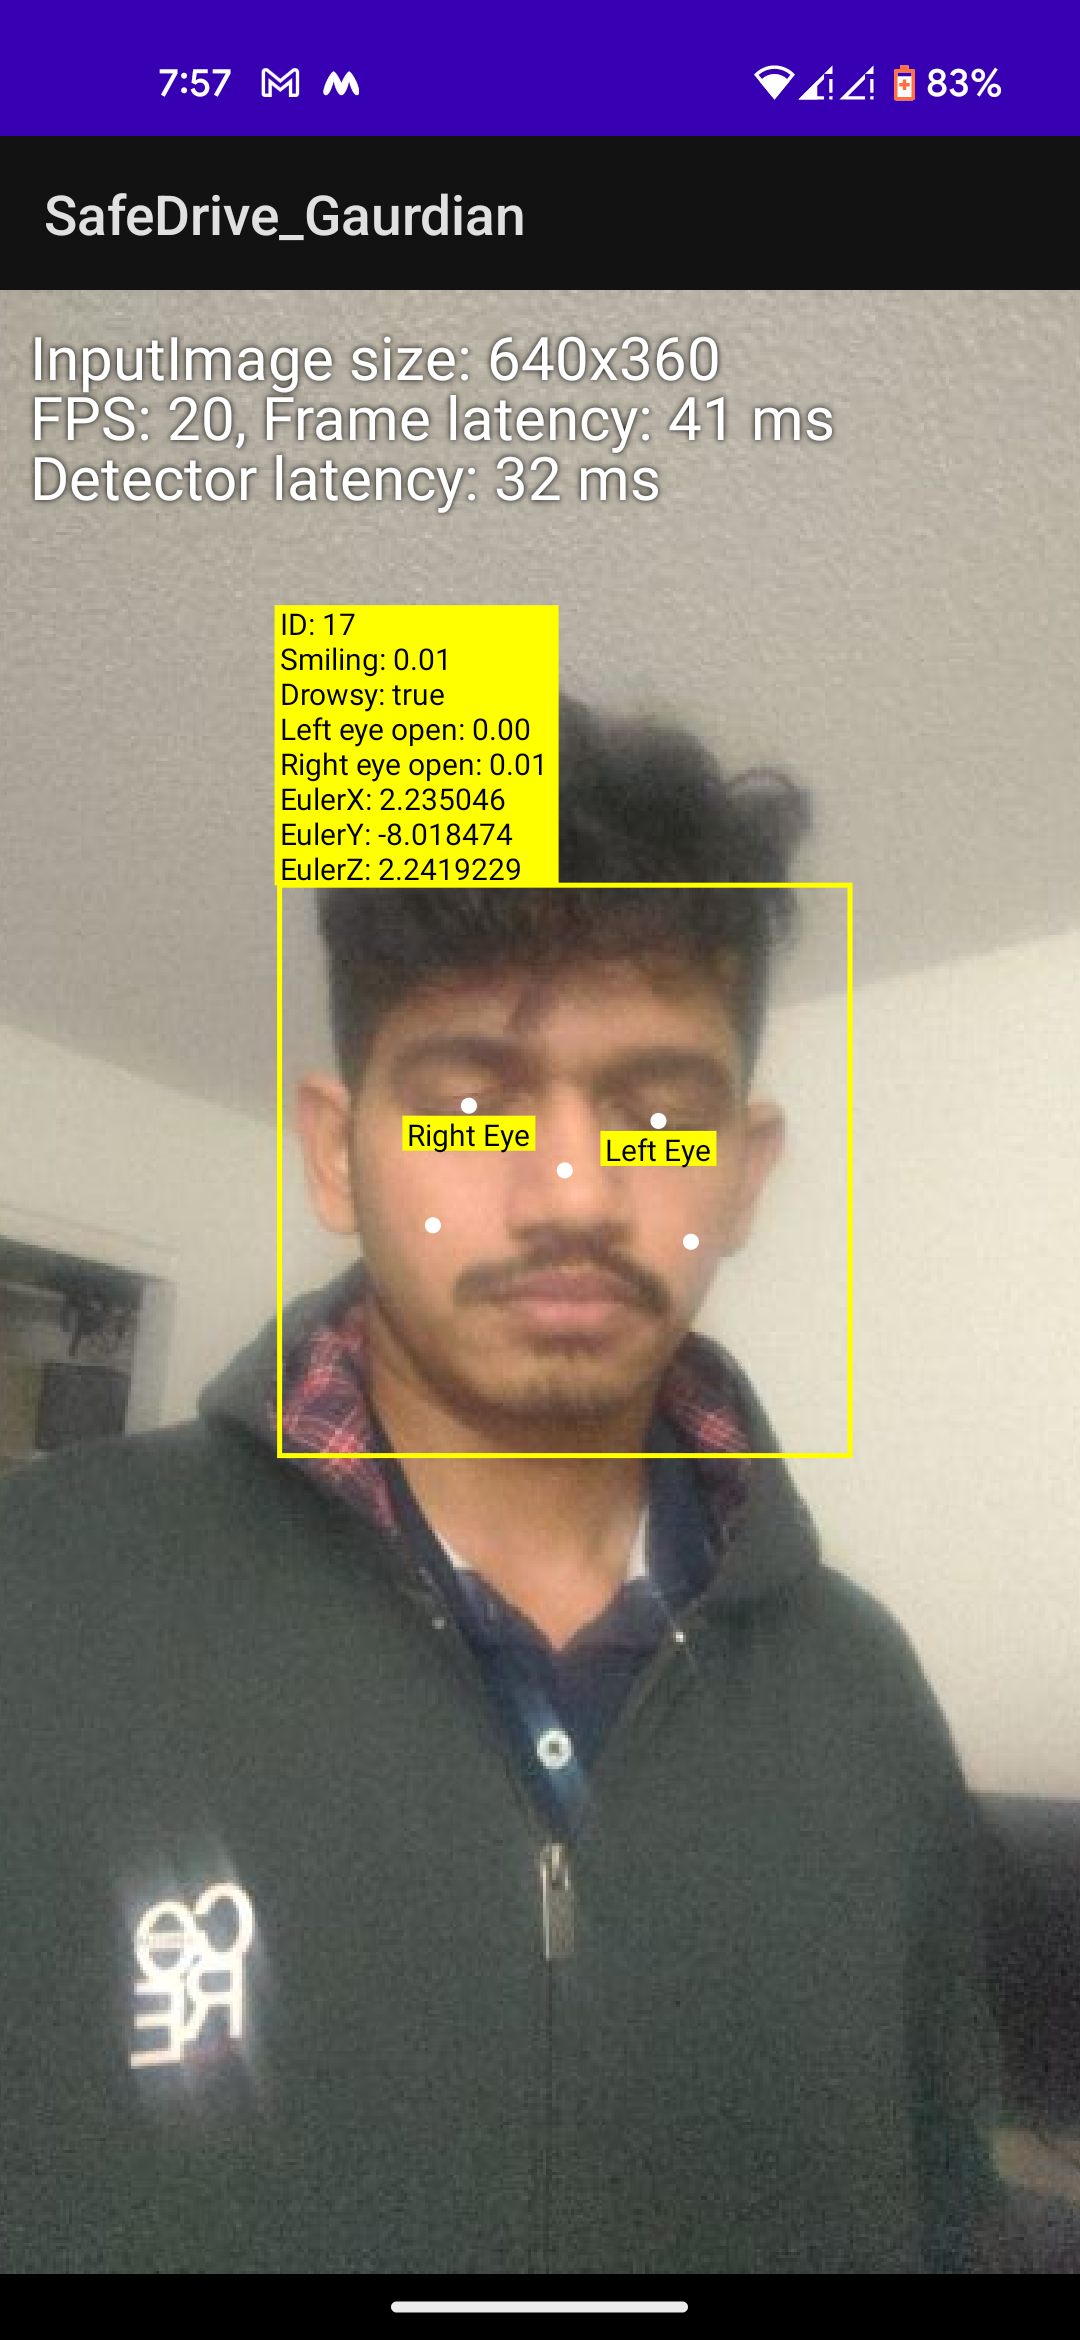 7:57 83%
SafeDrive_Gaurdian
InputImage size: 640x360
FPS: 20, Frame latency: 41 ms
Detector latency: 32 ms
ID: 17
Smiling: 0.01
Drowsy: true
Left eye open: 0.00
Right eye open: 0.01
EulerX: 2.235046
EulerY: -8.018474
EulerZ: 2.2419229
Right Eye
Left Eye
CO
RE